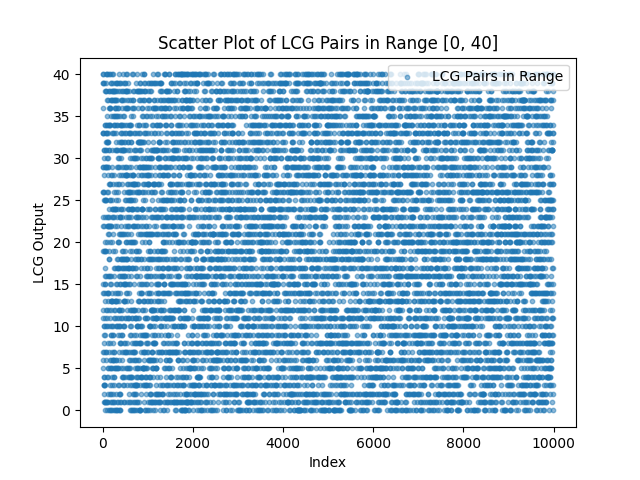 Scatter Plot of LCG Pairs in Range [0, 40]
LCG Pairs in Range
40
35
30
25
20
15
10
5
0
LCG Output
0 2000 4000 6000 8000 10000
Index